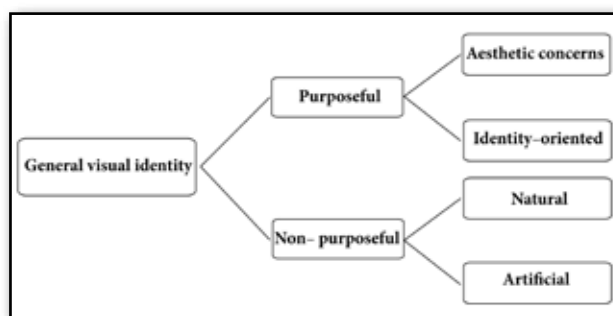 Aesthetic concerns
Purposeful
Identity–oriented
General visual identity
Natural
Non– purposeful
Artificial